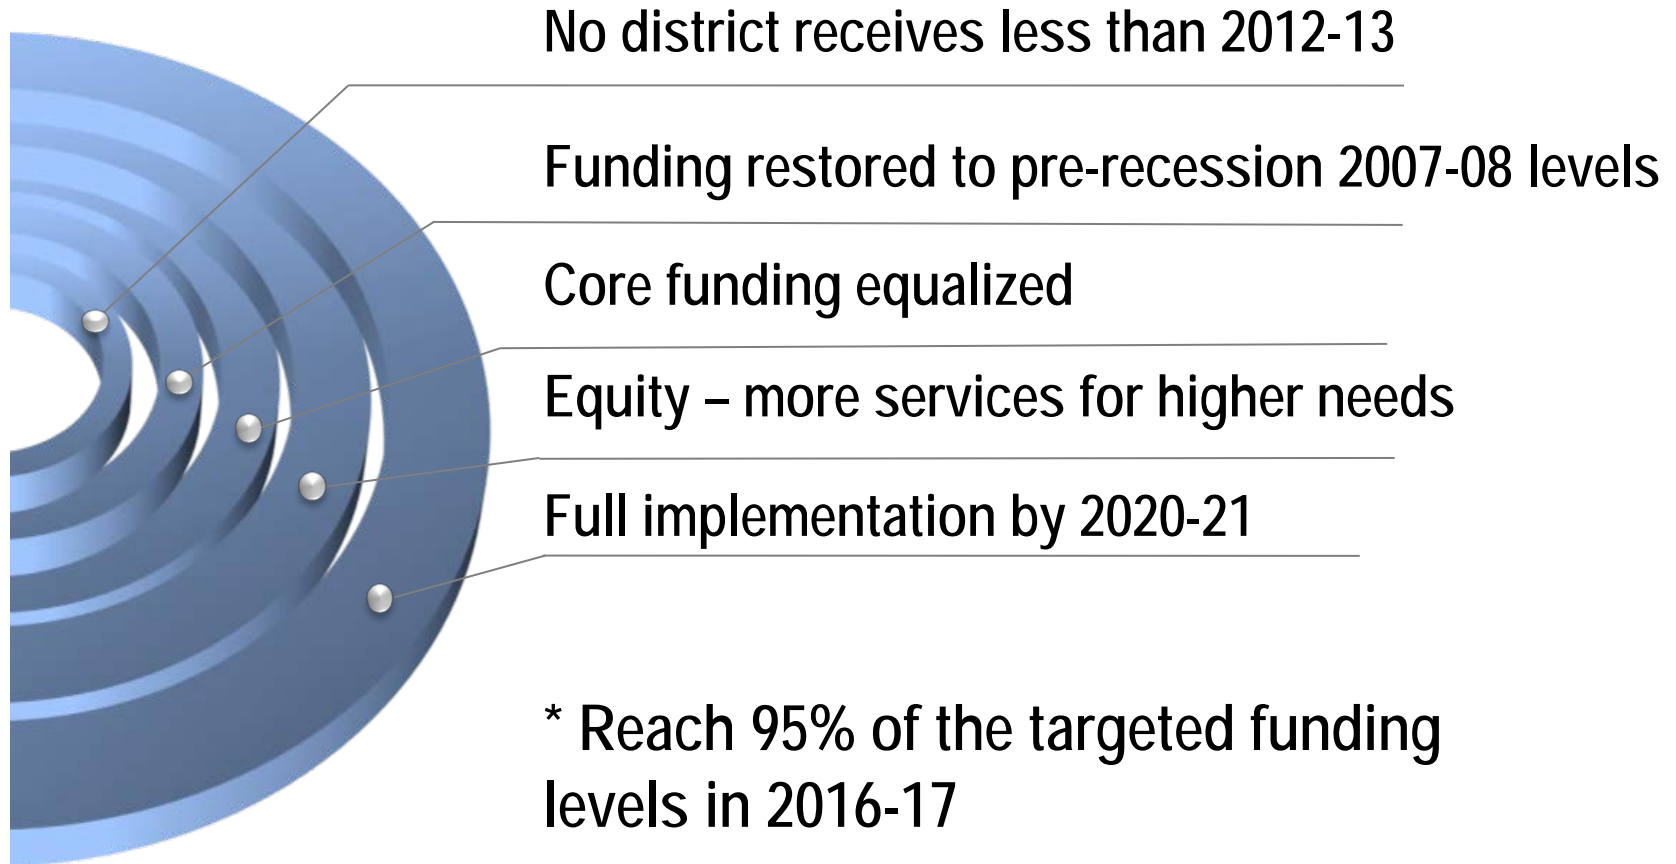 No district receives less than 2012-13
Funding restored to pre-recession 2007-08 levels
Core funding equalized
Equity – more services for higher needs
Full implementation by 2020-21
* Reach 95% of the targeted funding
levels in 2016-17